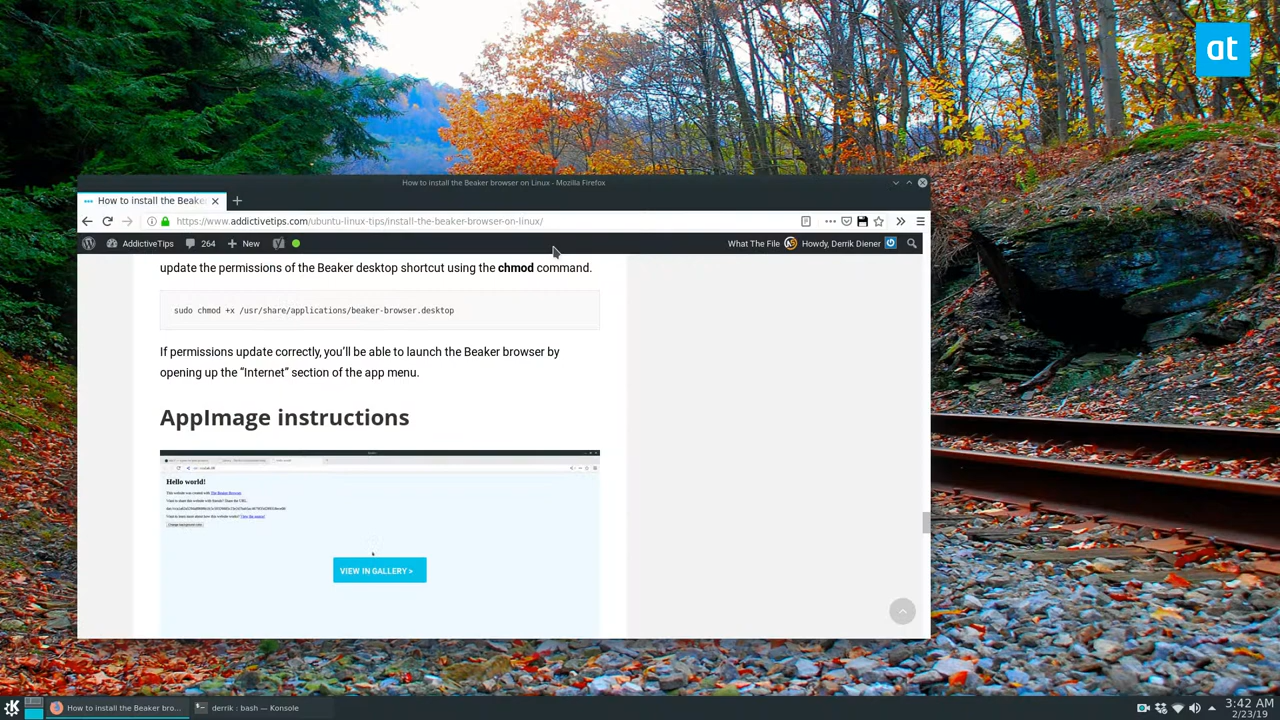 at
How to install the Beaker browser on Linux - Mozilla Firefox
How to install the Beake
https://www.addictivetips.com/ubuntu-linux-tips/install-the-beaker-browser-on-linux/
AddictiveTips
264
New
What The File
Howdy, Derrik Diener
update the permissions of the Beaker desktop shortcut using the chmod command.
sudo chmod +x /usr/share/applications/beaker-browser.desktop
If permissions update correctly, you’ll be able to launch the Beaker browser by
opening up the “Internet” section of the app menu.
AppImage instructions
Hello world!
VIEW IN GALLERY >
How to install the Beaker bro...
derrik : bash — Konsole
3:42 AM
2/23/19